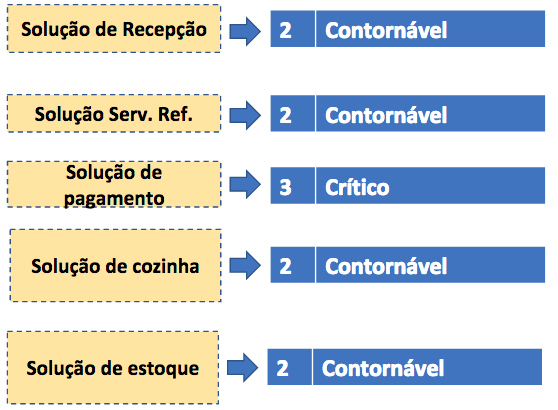 Solução de Recepção
2 Contornável
Solução Serv. Ref.
2 Contornável
Solução de
pagamento
3 Crítico
Solução de cozinha
2 Contornável
Solução de estoque
2 Contornável